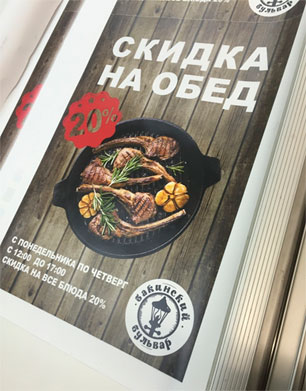 СКИДКА
НА ОБЕД
20%
С ПОНЕДЕЛЬНИКА ПО ЧЕТВЕРГ
С 12:00 ДО 17:00
СКИДКА НА ВСЕ БЛЮДА 20%
Бакинский
бульвар
бульвар